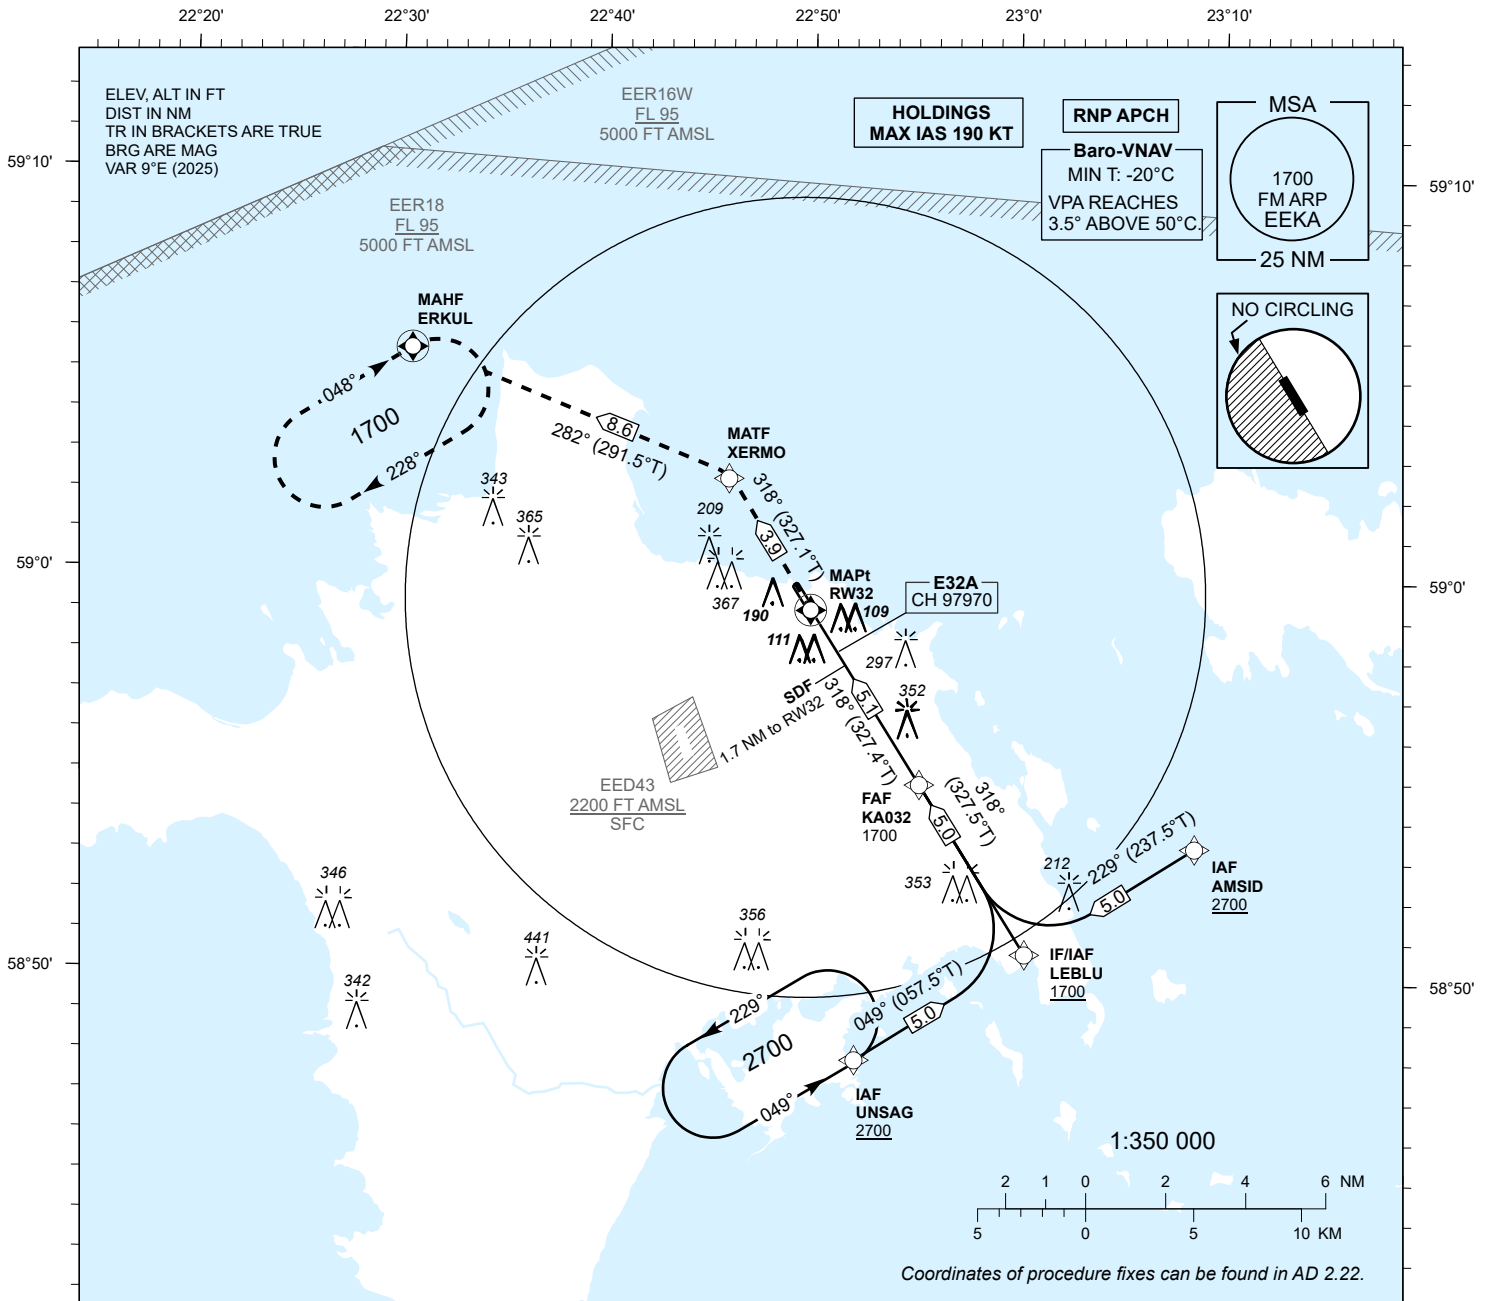 22°20'
22°30'
22°40'
22°50'
23°0'
23°10'
ELEV, ALT IN FT
DIST IN NM
TR IN BRACKETS ARE TRUE
BRG ARE MAG
VAR 9°E (2025)
EER16W
FL 95
5000 FT AMSL
HOLDINGS
MAX IAS 190 KT
RNP APCH
Baro-VNAV
MIN T: -20°C
VPA REACHES
3.5° ABOVE 50°C.
MSA
1700
FM ARP
EEKA
25 NM
59°10'
59°10'
EER18
FL 95
5000 FT AMSL
NO CIRCLING
MAHF
ERKUL
048°
1700
228°
8.6
282° (291.5°T)
MATF
XERMO
318° (327.1°T)
3.9
343
365
209
367
190
59°0'
59°0'
MAPt
RW32
109
111
E32A
CH 97970
297
352
SDF
1.7 NM to RW32
5.1
318° (327.4°T)
EED43
2200 FT AMSL
SFC
FAF
KA032
1700
318°
(327.5°T)
5.0
353
212
229° (237.5°T)
5.0
IAF
AMSID
2700
346
441
342
356
58°50'
58°50'
IF/IAF
LEBLU
1700
049° (057.5°T)
5.0
229°
2700
049°
IAF
UNSAG
2700
1:350 000
2 1 0 2 4 6 NM
5 0 5 10 KM
Coordinates of procedure fixes can be found in AD 2.22.